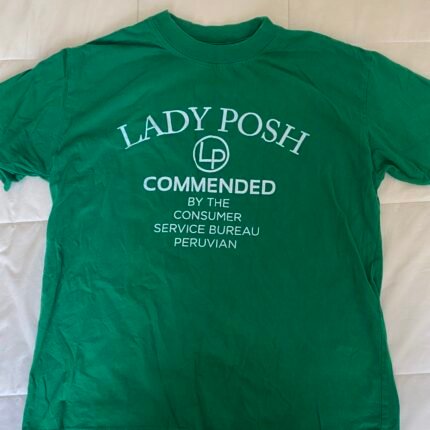 LADY POSH
LP
COMMENDED
BY THE
CONSUMER
SERVICE BUREAU
PERUVIAN